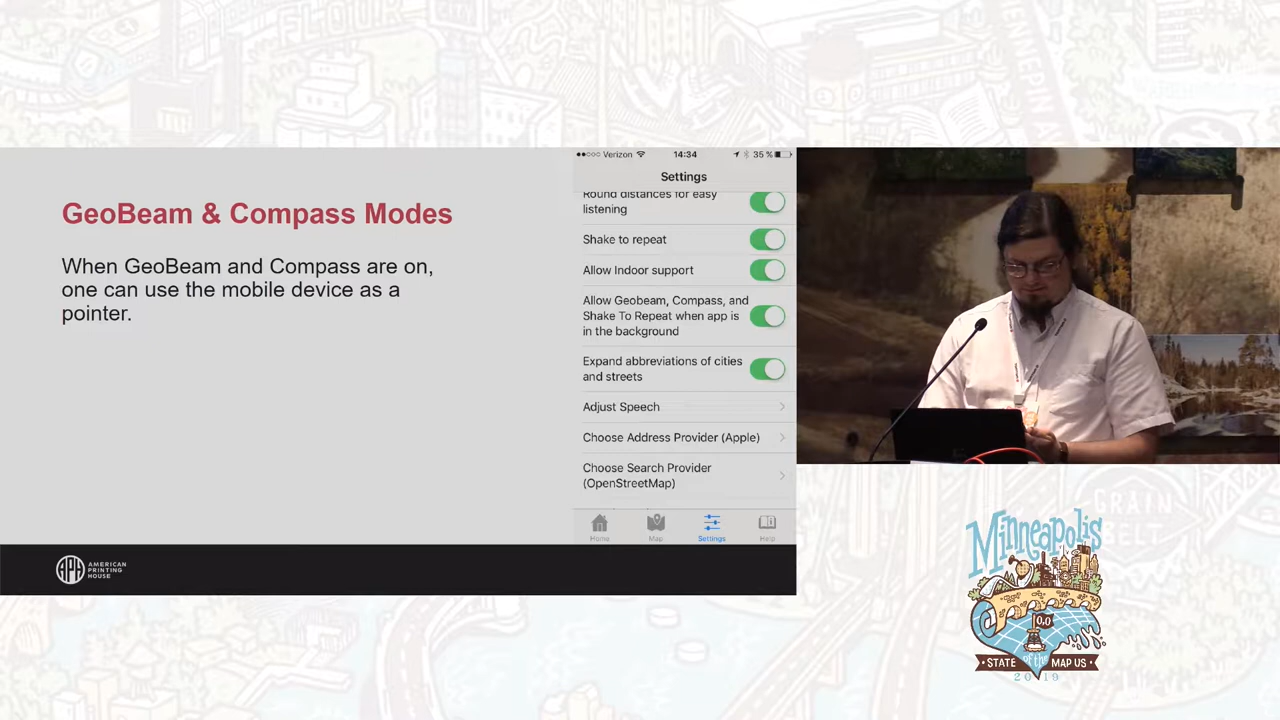 GeoBeam & Compass Modes
When GeoBeam and Compass are on,
one can use the mobile device as a
pointer.
AMERICAN
PRINTING
HOUSE
Verizon 14:34 35 %
Settings
Round distances for easy
listening
Shake to repeat
Allow Indoor support
Allow Geobeam, Compass, and
Shake To Repeat when app is
in the background
Expand abbreviations of cities
and streets
Adjust Speech
Choose Address Provider (Apple)
Choose Search Provider
(OpenStreetMap)
Home Map Settings Help
FLOUR
GRAIN
Minneapolis
STATE of the MAP US
2019